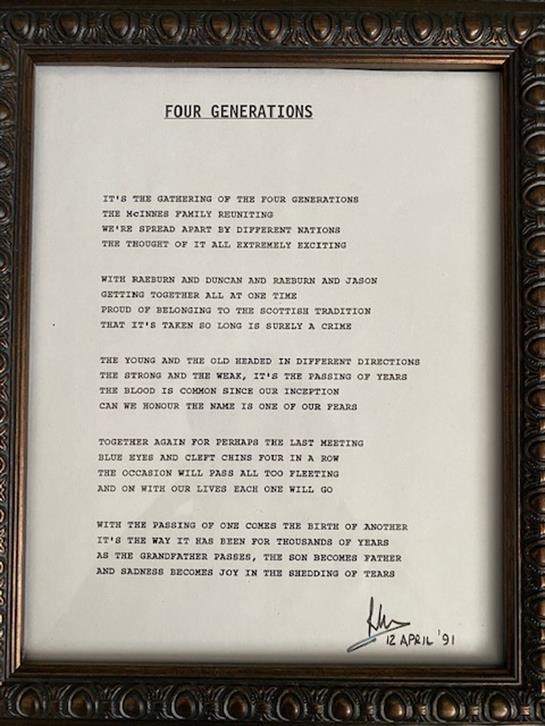 FOUR GENERATIONS
IT'S THE GATHERING OF THE FOUR GENERATIONS
THE McINNES FAMILY REUNITING
WE'RE SPREAD APART BY DIFFERENT NATIONS
THE THOUGHT OF IT ALL EXTREMELY EXCITING
WITH RAEBURN AND DUNCAN AND RAEBURN AND JASON
GETTING TOGETHER ALL AT ONE TIME
PROUD OF BELONGING TO THE SCOTTISH TRADITION
THAT IT'S TAKEN SO LONG IS SURELY A CRIME
THE YOUNG AND THE OLD HEADED IN DIFFERENT DIRECTIONS
THE STRONG AND THE WEAK, IT'S THE PASSING OF YEARS
THE BLOOD IS COMMON SINCE OUR INCEPTION
CAN WE HONOUR THE NAME IS ONE OF OUR FEARS
TOGETHER AGAIN FOR PERHAPS THE LAST MEETING
BLUE EYES AND CLEFT CHINS FOUR IN A ROW
THE OCCASION WILL PASS ALL TOO FLEETING
AND ON WITH OUR LIVES EACH ONE WILL GO
WITH THE PASSING OF ONE COMES THE BIRTH OF ANOTHER
IT'S THE WAY IT HAS BEEN FOR THOUSANDS OF YEARS
AS THE GRANDFATHER PASSES, THE SON BECOMES FATHER
AND SADNESS BECOMES JOY IN THE SHEDDING OF TEARS
12 APRIL '91